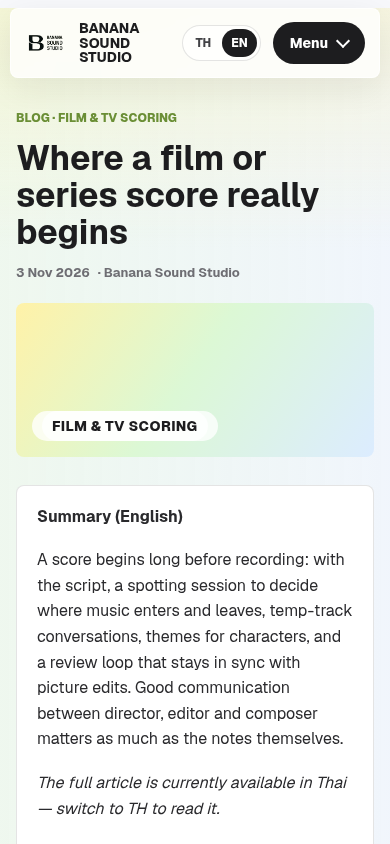 B BANANA SOUND STUDIO
BANANA
SOUND
STUDIO
TH EN
Menu
BLOG · FILM & TV SCORING
Where a film or
series score really
begins
3 Nov 2026 · Banana Sound Studio
FILM & TV SCORING
Summary (English)
A score begins long before recording: with
the script, a spotting session to decide
where music enters and leaves, temp-track
conversations, themes for characters, and
a review loop that stays in sync with
picture edits. Good communication
between director, editor and composer
matters as much as the notes themselves.
The full article is currently available in Thai
— switch to TH to read it.